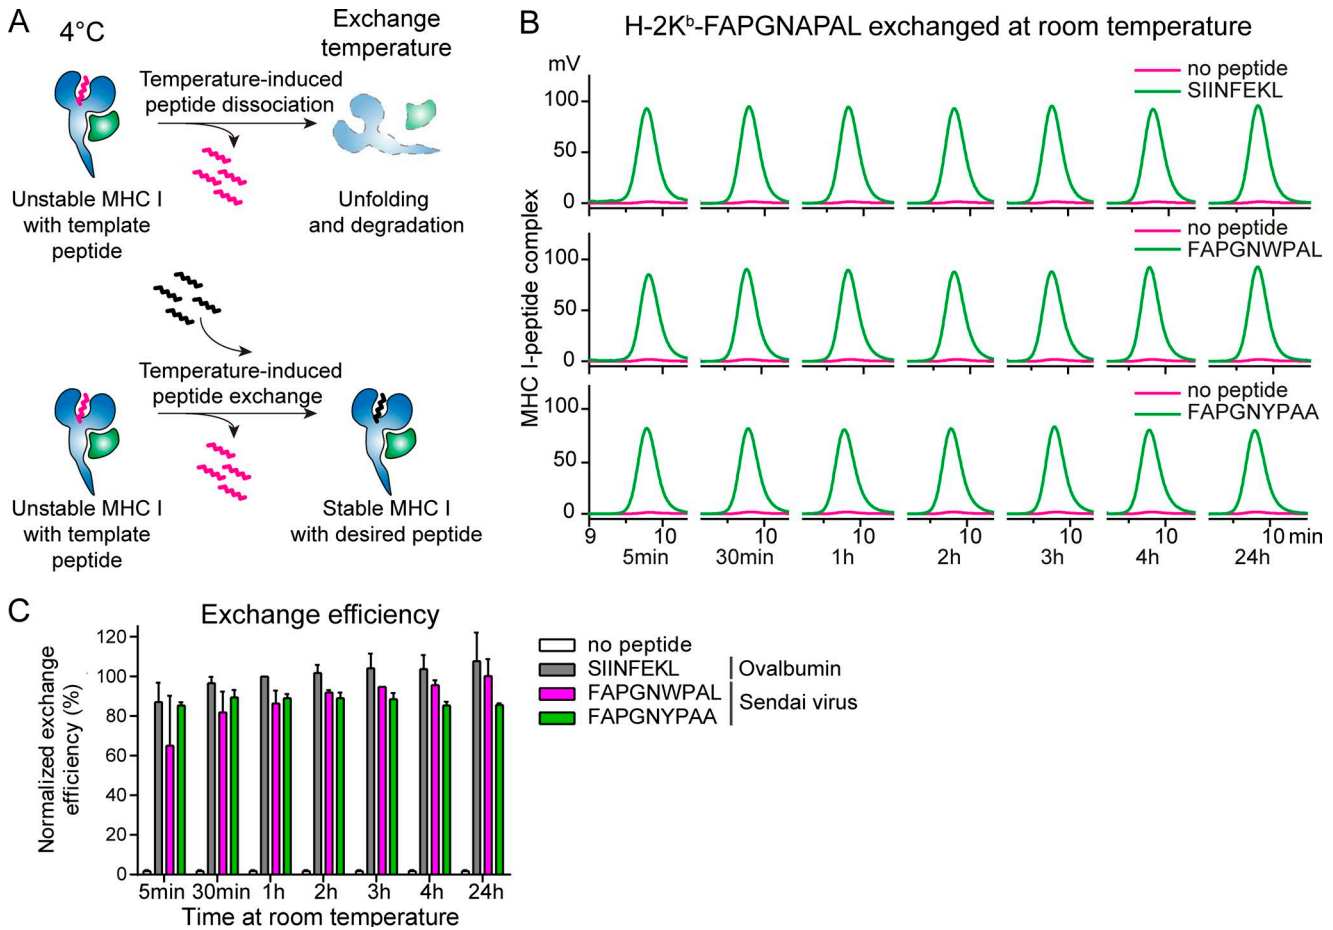 A
4°C
Exchange
temperature
Temperature-induced
peptide dissociation
Unstable MHC I
with template
peptide
Unfolding
and degradation
Temperature-induced
peptide exchange
Unstable MHC I
with template
peptide
Stable MHC I
with desired peptide
B
H-2Kᵇ-FAPGNAPAL exchanged at room temperature
mV
MHC I-peptide complex
no peptide
SIINFEKL
100
50
0
no peptide
FAPGNWPAL
100
50
0
no peptide
FAPGNYPAA
100
50
0
9 10 10 10 10 10 10 10 min
5min 30min 1h 2h 3h 4h 24h
C
Exchange efficiency
Normalized exchange
efficiency (%)
120
100
80
60
40
20
0
5min 30min 1h 2h 3h 4h 24h
Time at room temperature
no peptide
SIINFEKL
FAPGNWPAL
FAPGNYPAA
Ovalbumin
Sendai virus